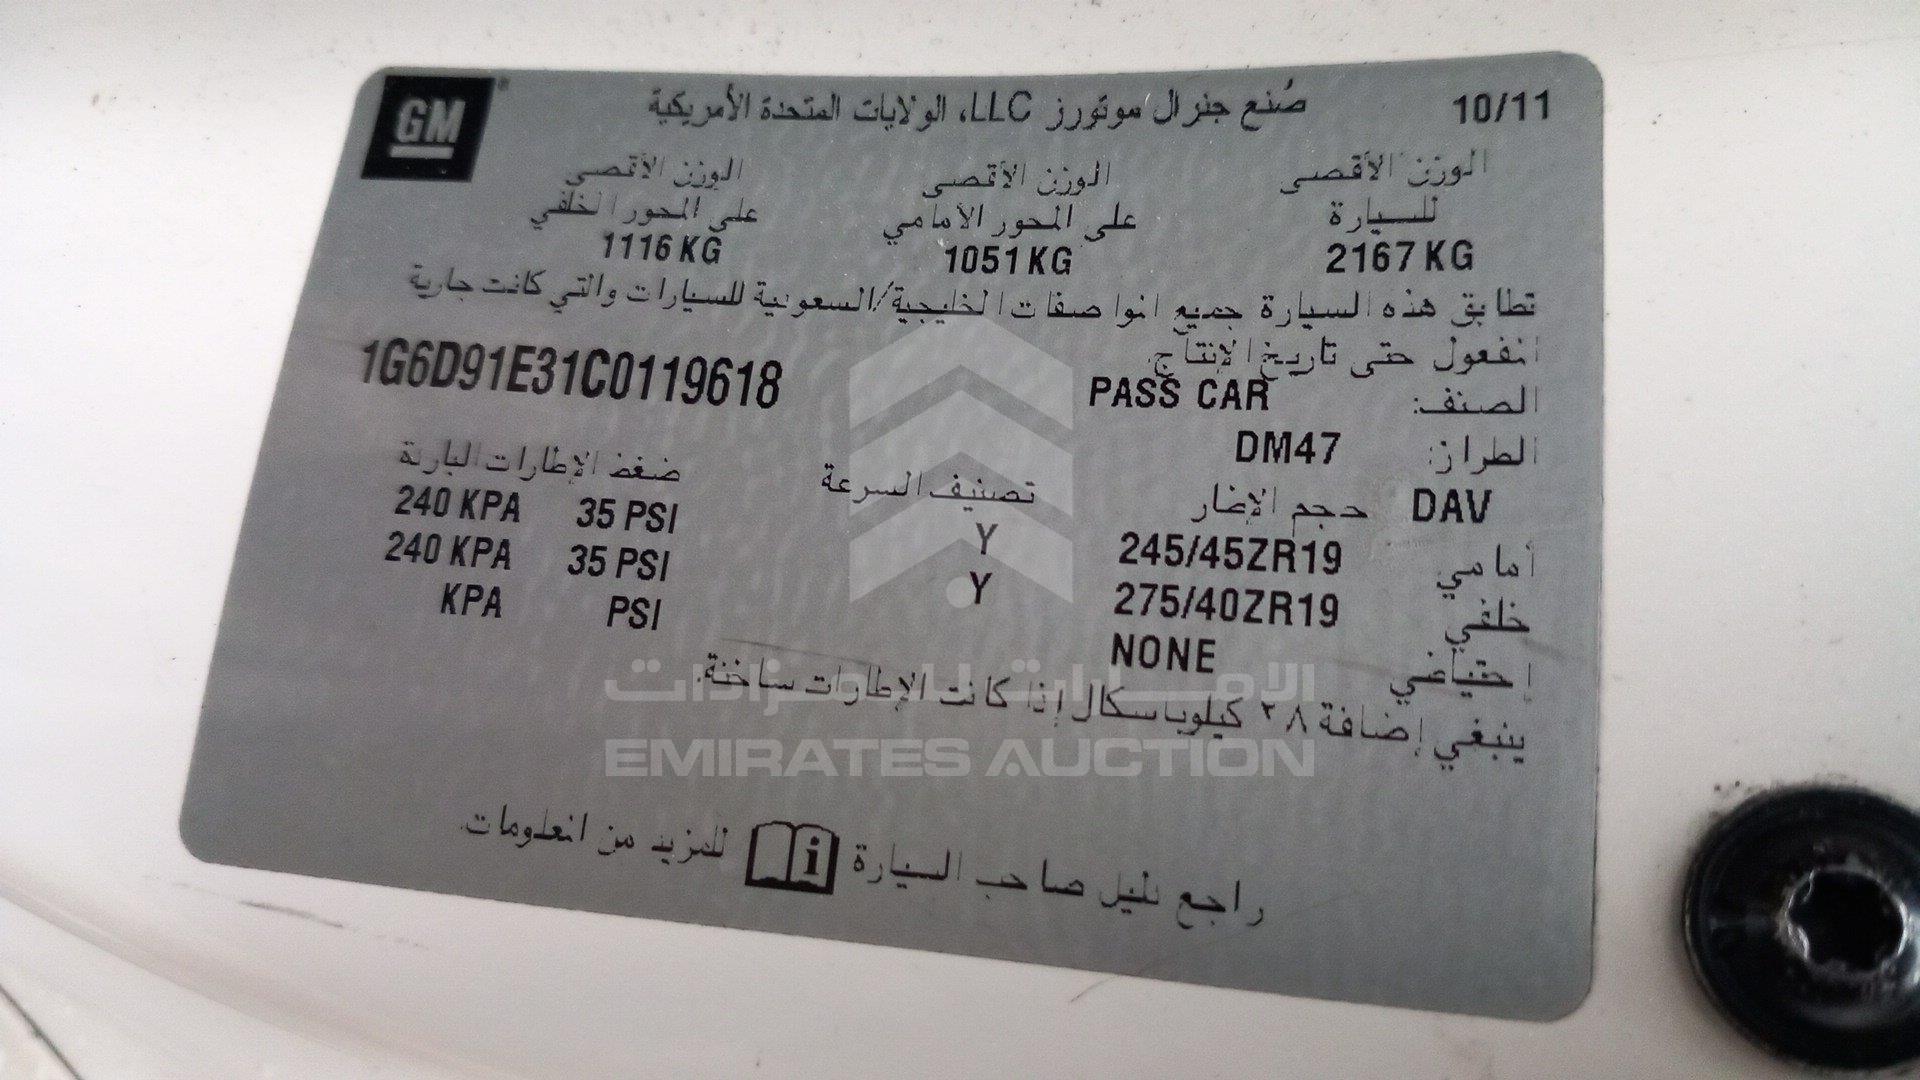 GM
صُنع جنرال موتورز LLC، الولايات المتحدة الأمريكية 10/11
الوزن الأقصى الوزن الأقصى الوزن الأقصى
للسيارة على المحور الأمامي على المحور الخلفي
2167 KG 1051 KG 1116 KG
تطابق هذه السيارة جميع المواصفات الخليجية/السعودية للسيارات والتي كانت جارية
المفعول حتى تاريخ الإنتاج.
1G6D91E31C0119618
الصنف: PASS CAR
الطراز: DM47
DAV حجم الإطار تصنيف السرعة ضغط الإطارات الباردة
أمامي 245/45ZR19 Y 35 PSI 240 KPA
خلفي 275/40ZR19 Y 35 PSI 240 KPA
إحتياضي NONE PSI KPA
ينبغي إضافة ٢٨ كيلوباسكال إذا كانت الإطارات ساخنة.
راجع دليل صاحب السيارة i للمزيد من المعلومات.
الإمارات للمزادات
EMIRATES AUCTION